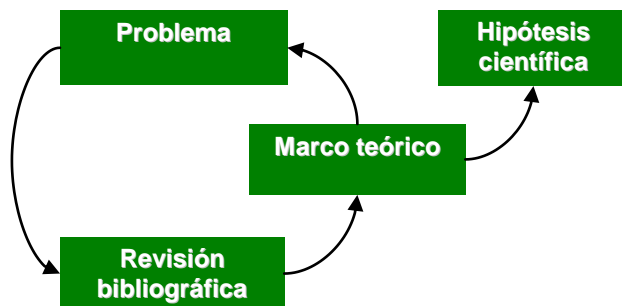 Problema
Hipótesis
científica
Marco teórico
Revisión
bibliográfica